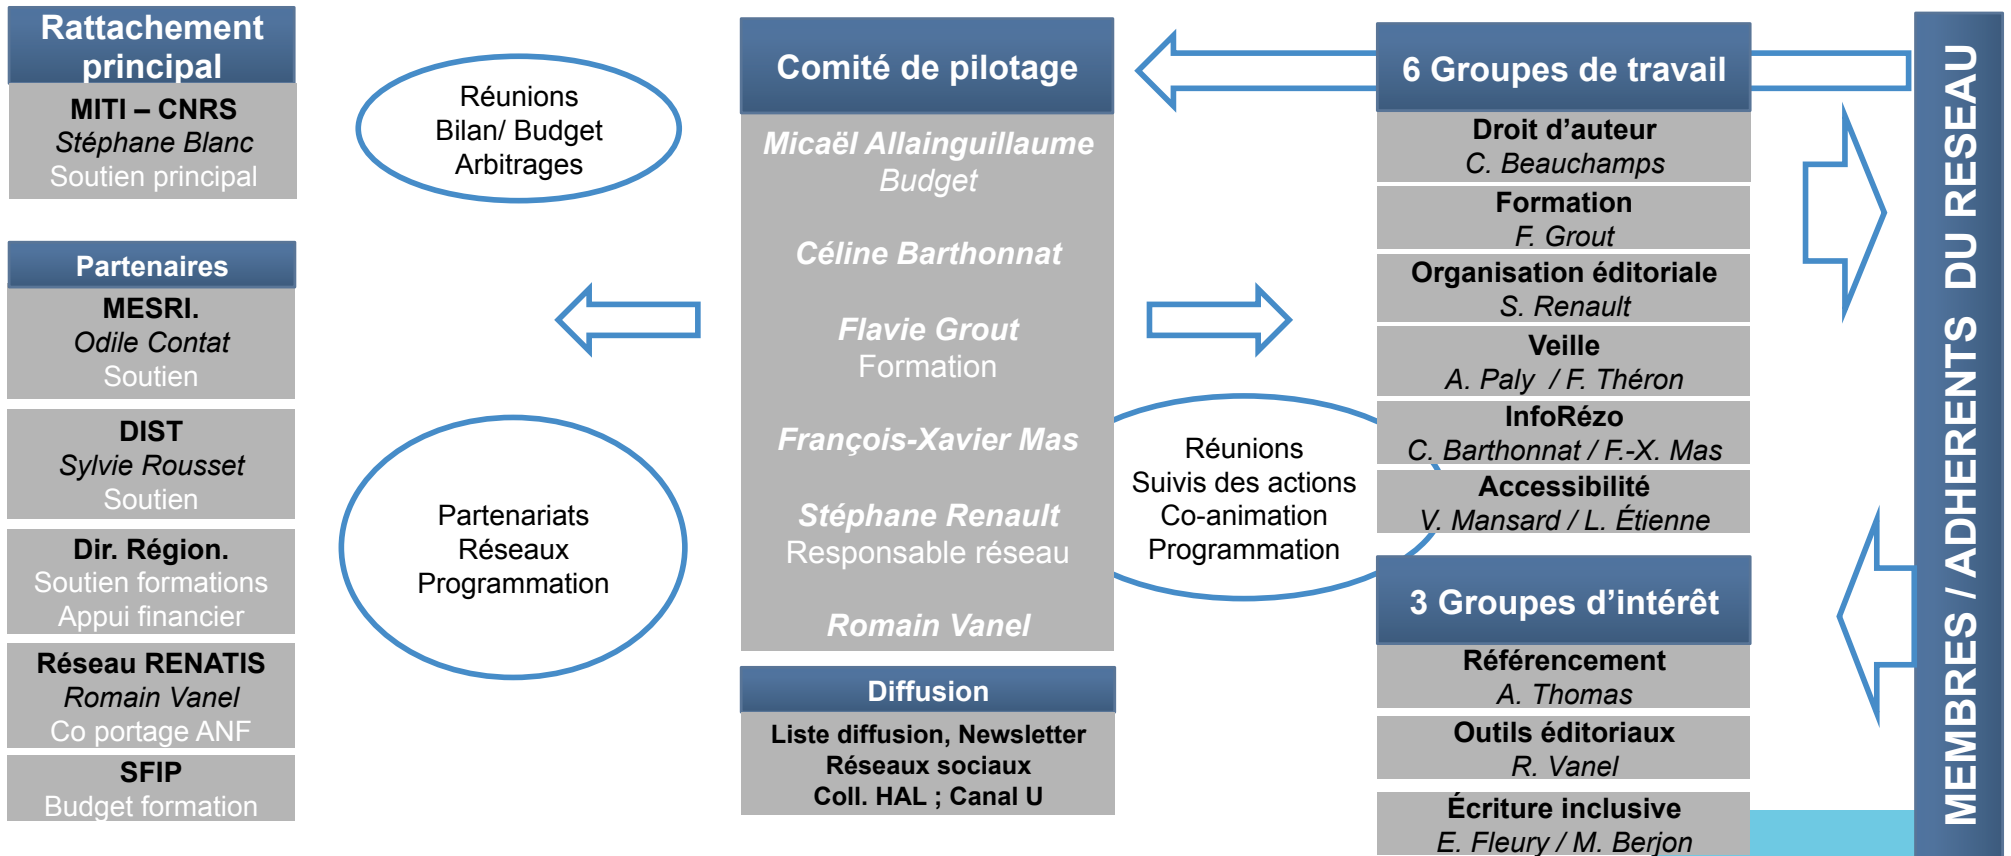 Rattachement
principal
MITI – CNRS
Stéphane Blanc
Soutien principal
Partenaires
MESRI.
Odile Contat
Soutien
DIST
Sylvie Rousset
Soutien
Dir. Région.
Soutien formations
Appui financier
Réseau RENATIS
Romain Vanel
Co portage ANF
SFIP
Budget formation
Réunions
Bilan/ Budget
Arbitrages
Partenariats
Réseaux
Programmation
Comité de pilotage
Micaël Allainguillaume
Budget
Céline Barthonnat
Flavie Grout
Formation
François-Xavier Mas
Stéphane Renault
Responsable réseau
Romain Vanel
Diffusion
Liste diffusion, Newsletter
Réseaux sociaux
Coll. HAL ; Canal U
Réunions
Suivis des actions
Co-animation
Programmation
6 Groupes de travail
Droit d’auteur
C. Beauchamps
Formation
F. Grout
Organisation éditoriale
S. Renault
Veille
A. Paly / F. Théron
InfoRézo
C. Barthonnat / F.-X. Mas
Accessibilité
V. Mansard / L. Étienne
3 Groupes d’intérêt
Référencement
A. Thomas
Outils éditoriaux
R. Vanel
Écriture inclusive
E. Fleury / M. Berjon
MEMBRES / ADHERENTS DU RESEAU